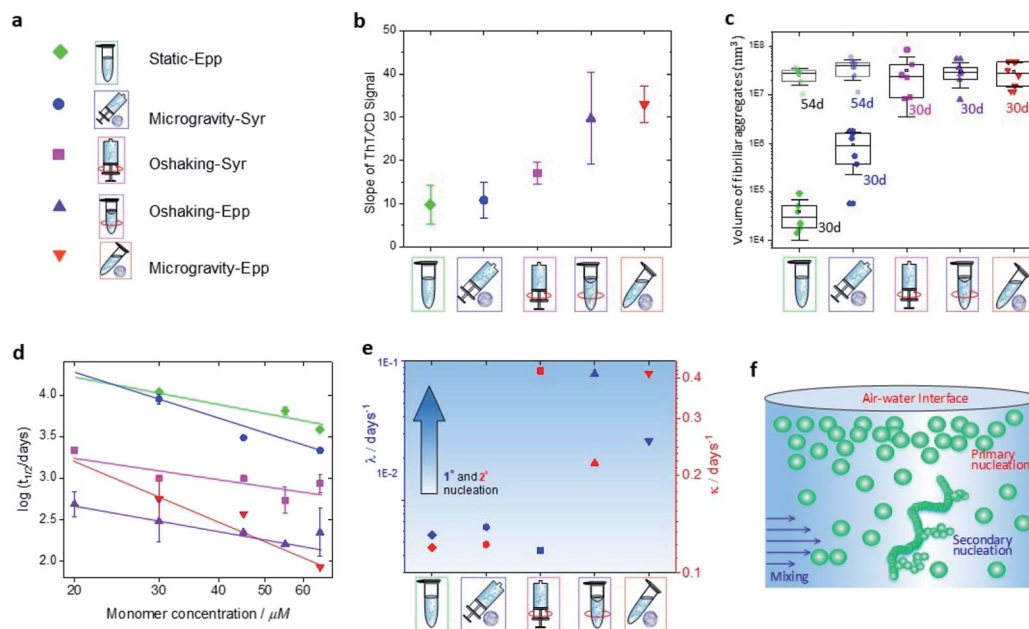 a
Static-Epp
Microgravity-Syr
Oshaking-Syr
Oshaking-Epp
Microgravity-Epp
b
Slope of ThT/CD Signal
50
40
30
20
10
0
c
Volume of fibrillar aggregates (nm³)
1E8
1E7
1E6
1E5
1E4
54d
54d
30d
30d
30d
30d
30d
d
log (t1/2/days)
4.0
3.5
3.0
2.5
2.0
20
30
40
50
60
Monomer concentration / μM
e
λ / days⁻¹
1E-1
1E-2
1° and 2°
nucleation
0.4
0.3
0.2
0.1
κ / days⁻¹
f
Air-water Interface
Primary
nucleation
Secondary
nucleation
Mixing